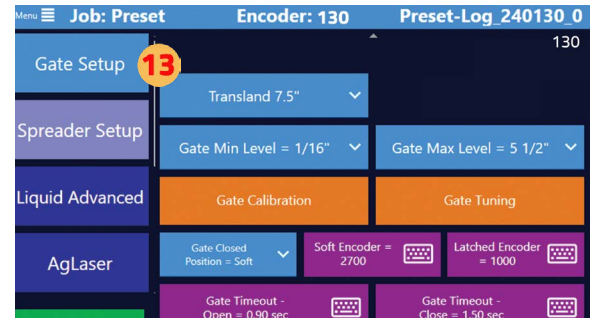 Menu Job: Preset Encoder: 130 Preset-Log_240130_0
130
Gate Setup 13
Transland 7.5"
Spreader Setup
Gate Min Level = 1/16" Gate Max Level = 5 1/2"
Liquid Advanced Gate Calibration Gate Tuning
AgLaser
Gate Closed
Position = Soft
Soft Encoder =
2700
Latched Encoder
= 1000
Gate Timeout -
Open = 0.90 sec
Gate Timeout -
Close = 1.50 sec